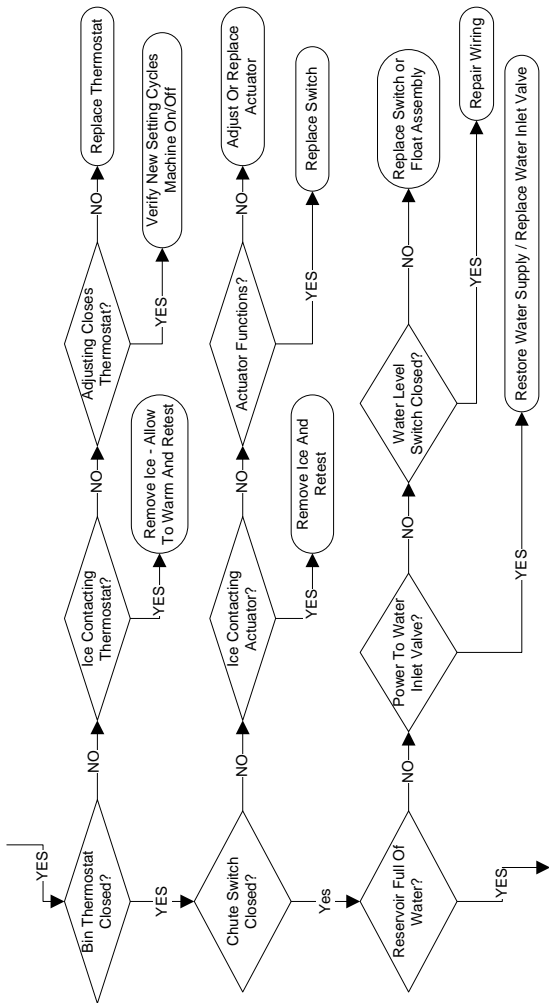 YES
Bin Thermostat
Closed?
NO
Ice Contacting
Thermostat?
NO
Adjusting Closes
Thermostat?
NO
Replace Thermostat
YES
Remove Ice - Allow
To Warm And Retest
YES
Verify New Setting Cycles
Machine On/Off
YES
Chute Switch
Closed?
NO
Ice Contacting
Actuator?
NO
Actuator Functions?
NO
Adjust Or Replace
Actuator
YES
Remove Ice And
Retest
YES
Replace Switch
Yes
Reservoir Full Of
Water?
NO
Power To Water
Inlet Valve?
NO
Water Level
Switch Closed?
NO
Replace Switch or
Float Assembly
YES
Repair Wiring
YES
Restore Water Supply / Replace Water Inlet Valve
YES